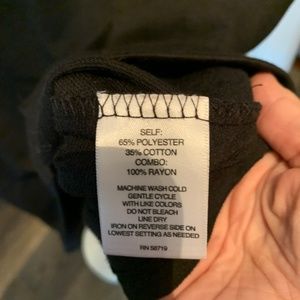 SELF:
65% POLYESTER
35% COTTON
COMBO:
100% RAYON
MACHINE WASH COLD
GENTLE CYCLE
WITH LIKE COLORS
DO NOT BLEACH
LINE DRY
IRON ON REVERSE SIDE ON
LOWEST SETTING AS NEEDED
RN 58719